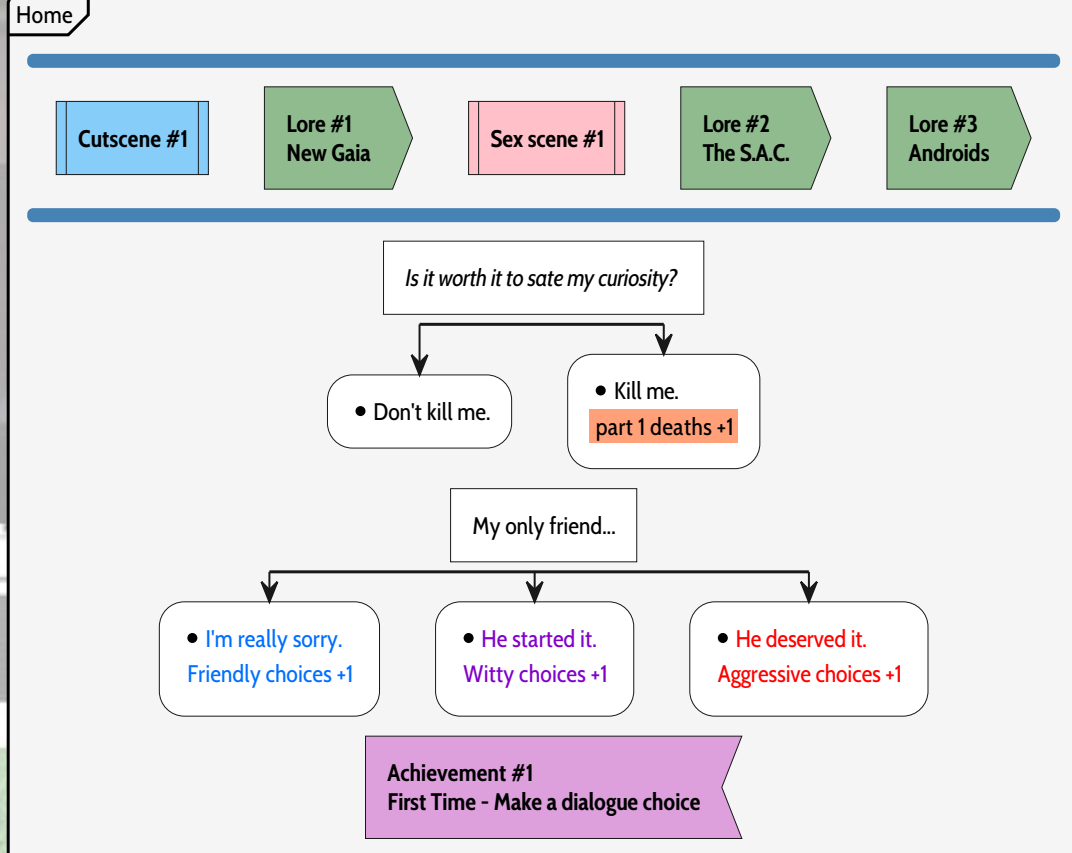 Home
Cutscene #1
Lore #1
New Gaia
Sex scene #1
Lore #2
The S.A.C.
Lore #3
Androids
Is it worth it to sate my curiosity?
• Don't kill me.
• Kill me.
part 1 deaths +1
My only friend...
• I'm really sorry.
Friendly choices +1
• He started it.
Witty choices +1
• He deserved it.
Aggressive choices +1
Achievement #1
First Time - Make a dialogue choice